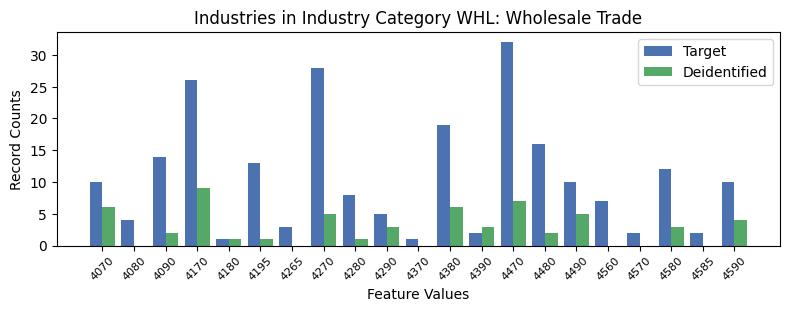 Industries in Industry Category WHL: Wholesale Trade
Target
Deidentified
Record Counts
30
25
20
15
10
5
0
4070 4080 4090 4170 4180 4195 4265 4270 4280 4290 4370 4380 4390 4470 4480 4490 4560 4570 4580 4585 4590
Feature Values